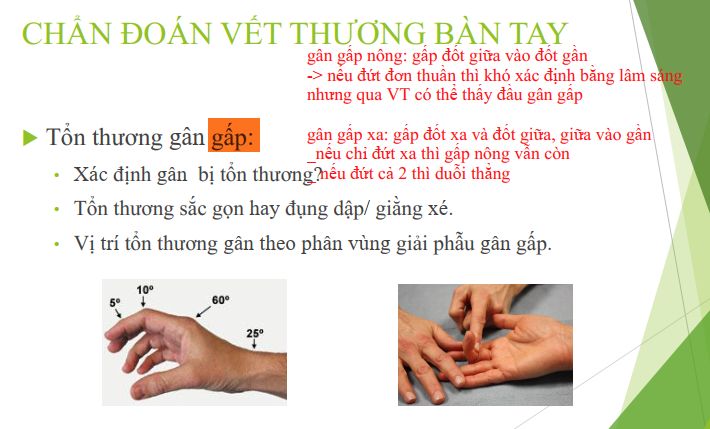 CHẨN ĐOÁN VẾT THƯƠNG BÀN TAY
gân gấp nông: gấp đốt giữa vào đốt gần
-> nếu đứt đơn thuần thì khó xác định bằng lâm sáng
nhưng qua VT có thể thấy đầu gân gấp
gân gấp xa: gấp đốt xa và đốt giữa, giữa vào gần
_nếu chỉ đứt xa thì gấp nộng vẫn còn
_nếu đứt cả 2 thì duỗi thẳng
Tổn thương gân gấp:
• Xác định gân bị tổn thương?
• Tổn thương sắc gọn hay đụng dập/ giằng xé.
• Vị trí tổn thương gân theo phân vùng giải phẫu gân gấp.
5º
10º
60º
25º